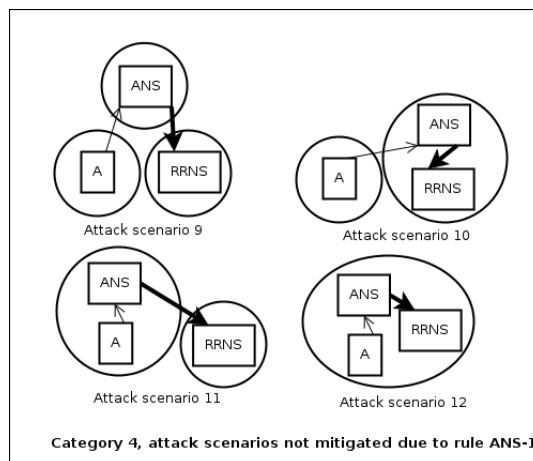 ANS
A
RRNS
Attack scenario 9
ANS
A
RRNS
Attack scenario 10
ANS
A
RRNS
Attack scenario 11
ANS
A
RRNS
Attack scenario 12
Category 4, attack scenarios not mitigated due to rule ANS-1